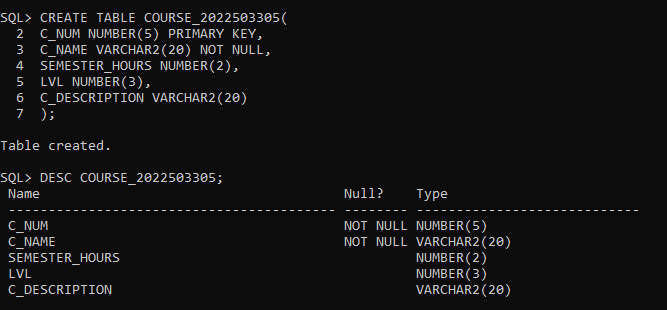 SQL> CREATE TABLE COURSE_2022503305(
  2  C_NUM NUMBER(5) PRIMARY KEY,
  3  C_NAME VARCHAR2(20) NOT NULL,
  4  SEMESTER_HOURS NUMBER(2),
  5  LVL NUMBER(3),
  6  C_DESCRIPTION VARCHAR2(20)
  7  );
Table created.
SQL> DESC COURSE_2022503305;
 Name                                      Null?    Type
 ----------------------------------------- -------- ----------------------------
 C_NUM                                     NOT NULL NUMBER(5)
 C_NAME                                    NOT NULL VARCHAR2(20)
 SEMESTER_HOURS                                     NUMBER(2)
 LVL                                                NUMBER(3)
 C_DESCRIPTION                                      VARCHAR2(20)